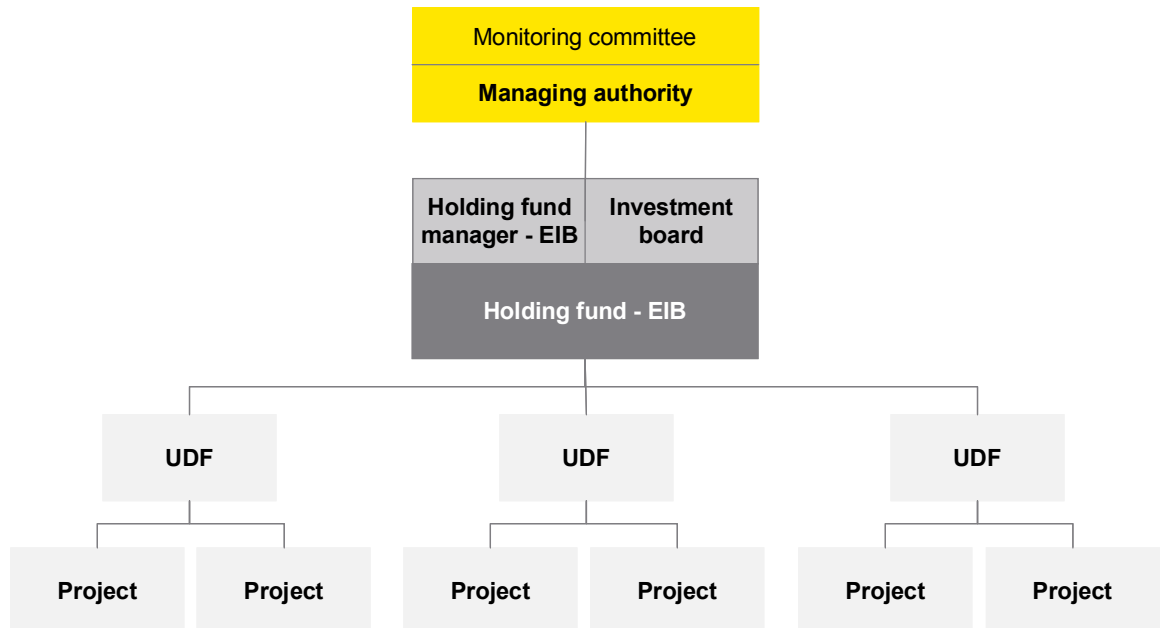 Monitoring committee
Managing authority
Holding fund
manager - EIB
Investment
board
Holding fund - EIB
UDF
UDF
UDF
Project
Project
Project
Project
Project
Project